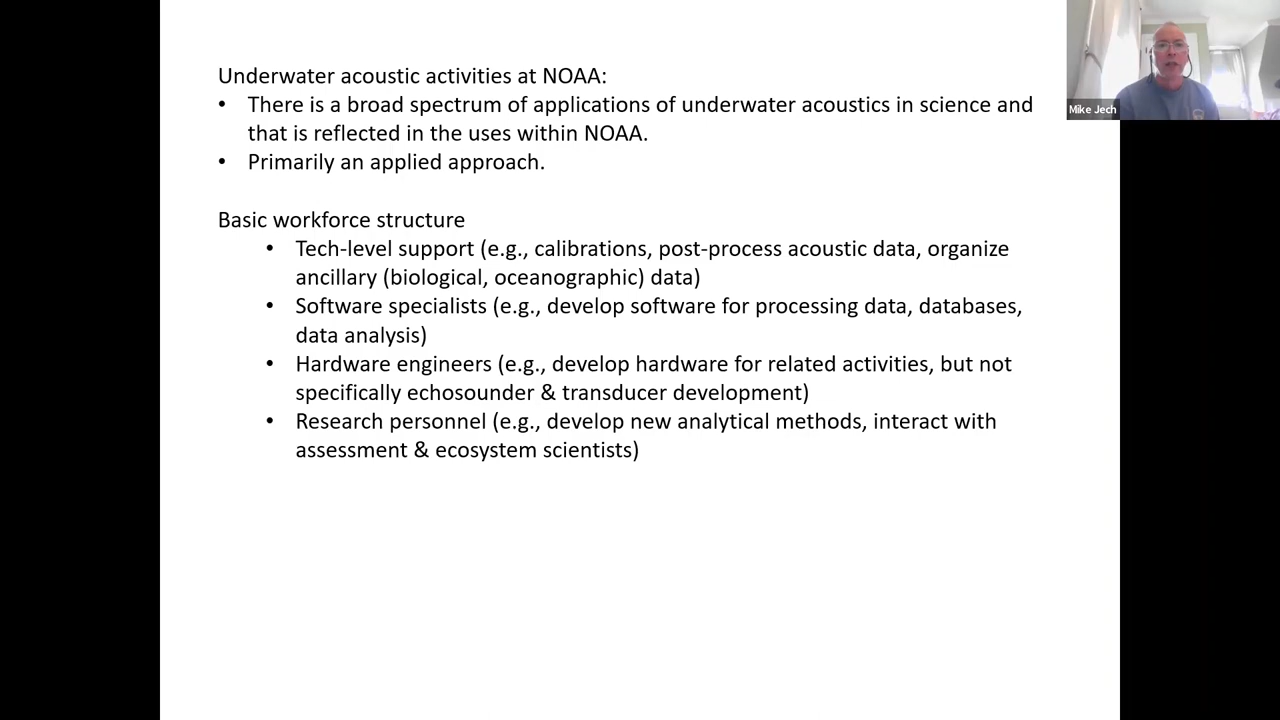 Underwater acoustic activities at NOAA:
• There is a broad spectrum of applications of underwater acoustics in science and
that is reflected in the uses within NOAA.
• Primarily an applied approach.
Basic workforce structure
• Tech-level support (e.g., calibrations, post-process acoustic data, organize
ancillary (biological, oceanographic) data)
• Software specialists (e.g., develop software for processing data, databases,
data analysis)
• Hardware engineers (e.g., develop hardware for related activities, but not
specifically echosounder & transducer development)
• Research personnel (e.g., develop new analytical methods, interact with
assessment & ecosystem scientists)
Mike Jech